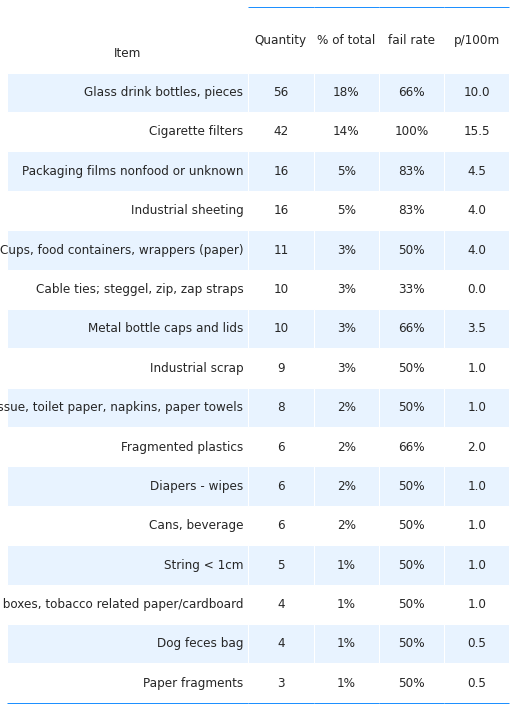 Item Quantity % of total fail rate p/100m
Glass drink bottles, pieces 56 18% 66% 10.0
Cigarette filters 42 14% 100% 15.5
Packaging films nonfood or unknown 16 5% 83% 4.5
Industrial sheeting 16 5% 83% 4.0
Cups, food containers, wrappers (paper) 11 3% 50% 4.0
Cable ties; steggel, zip, zap straps 10 3% 33% 0.0
Metal bottle caps and lids 10 3% 66% 3.5
Industrial scrap 9 3% 50% 1.0
ssue, toilet paper, napkins, paper towels 8 2% 50% 1.0
Fragmented plastics 6 2% 66% 2.0
Diapers - wipes 6 2% 50% 1.0
Cans, beverage 6 2% 50% 1.0
String < 1cm 5 1% 50% 1.0
boxes, tobacco related paper/cardboard 4 1% 50% 1.0
Dog feces bag 4 1% 50% 0.5
Paper fragments 3 1% 50% 0.5